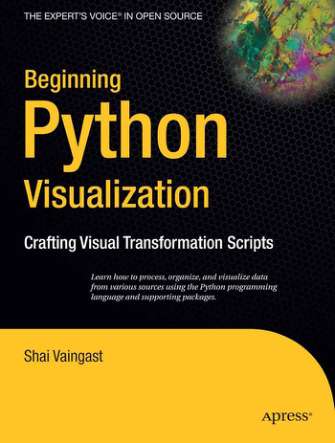 THE EXPERT'S VOICE® IN OPEN SOURCE
Beginning
Python
Visualization
Crafting Visual Transformation Scripts
Learn how to process, organize, and visualize data
from various sources using the Python programming
language and supporting packages.
Shai Vaingast
Apress®